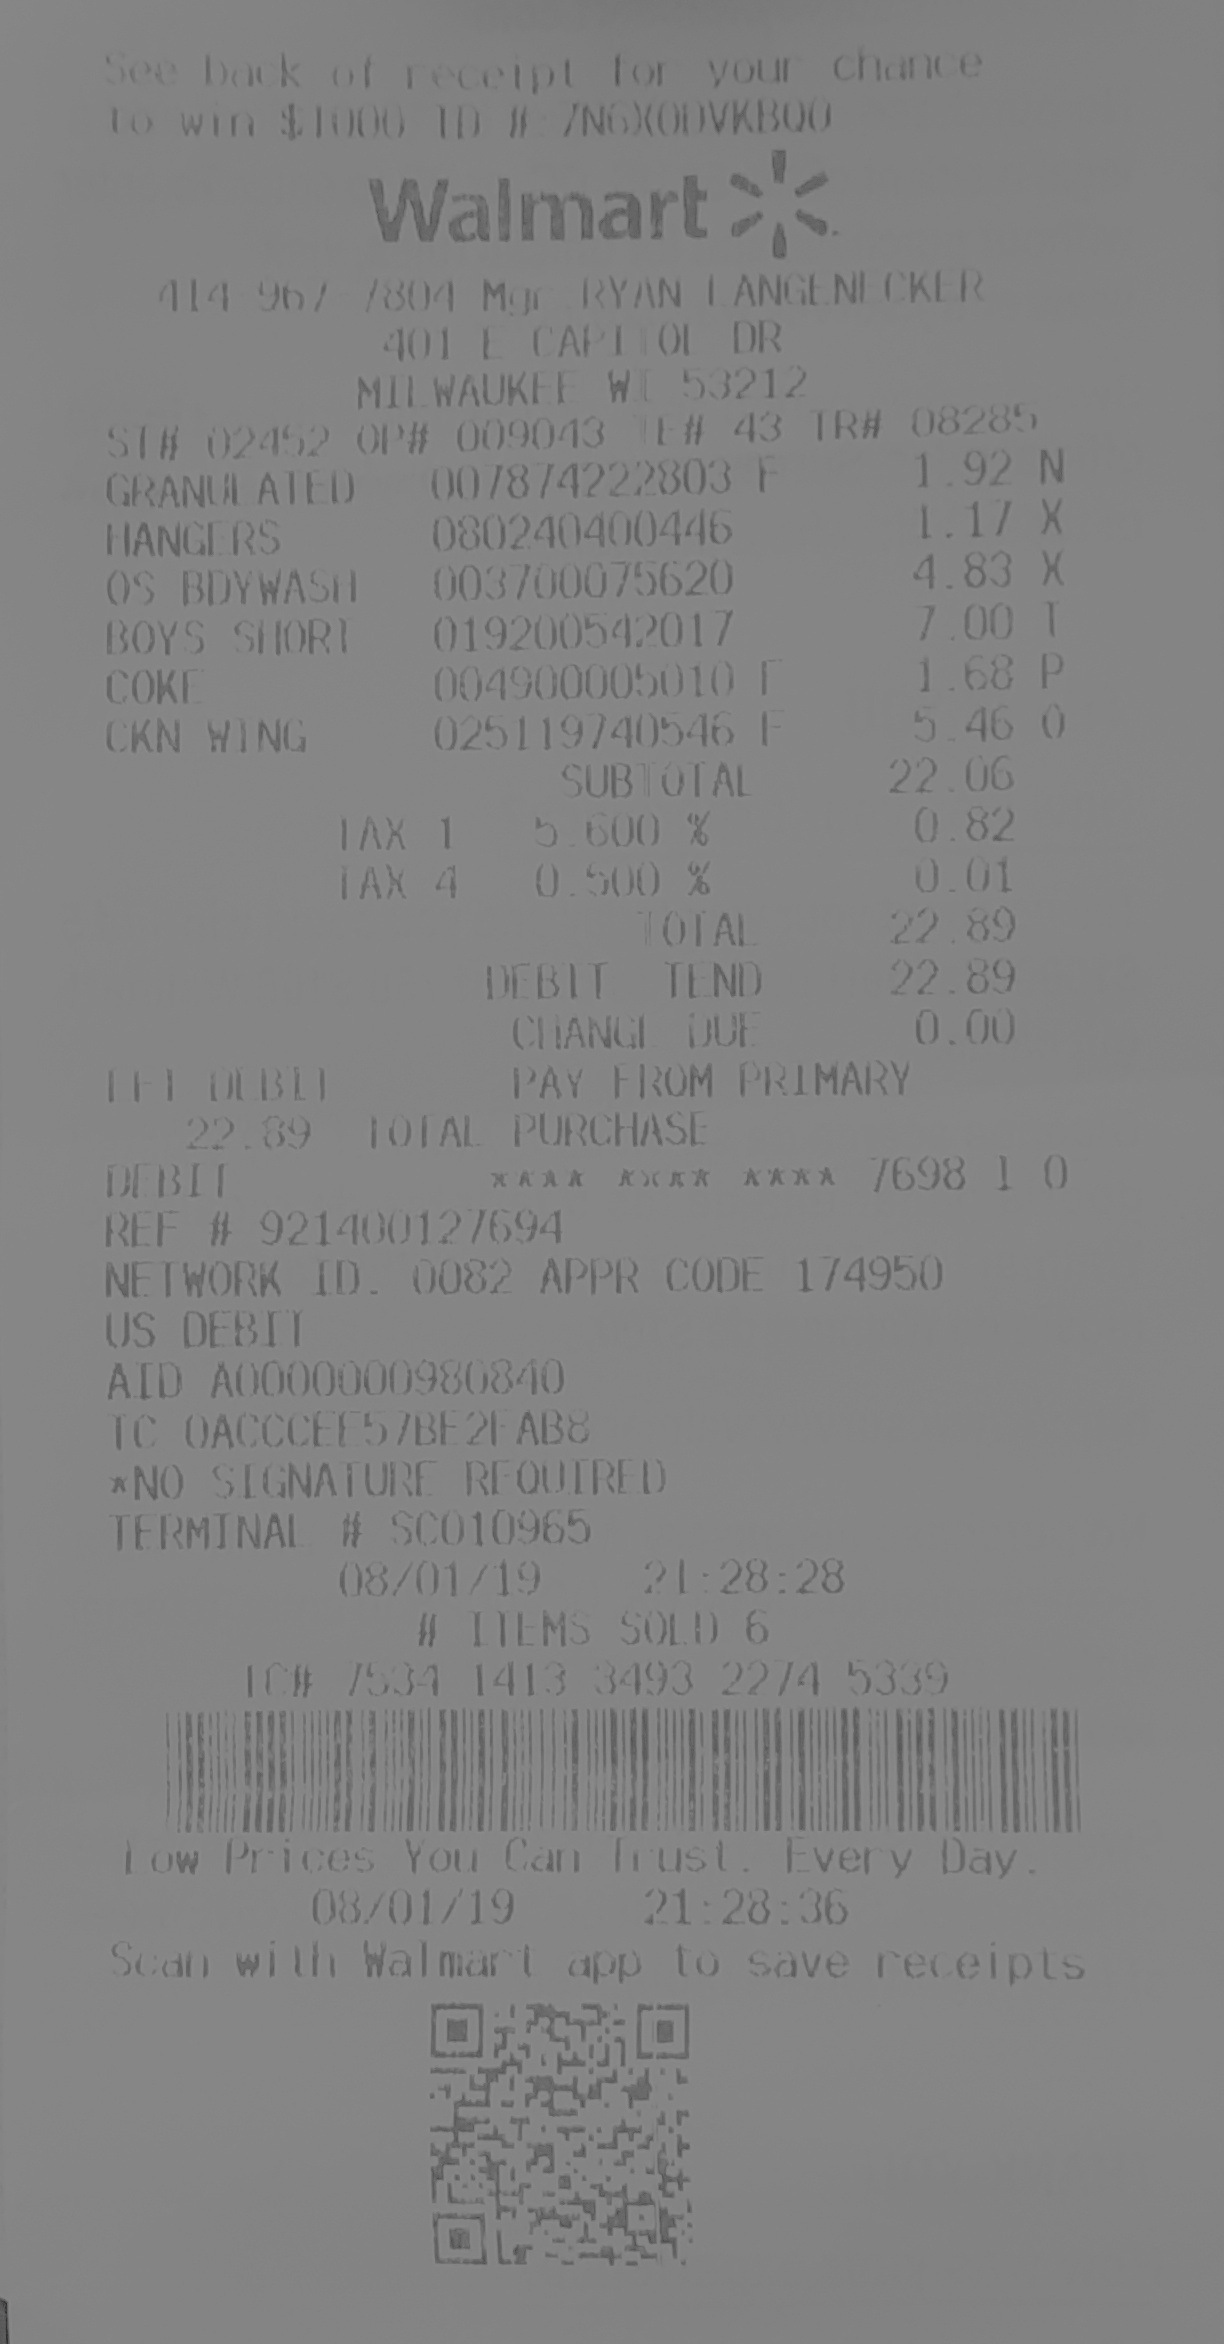 See back of receipt for your chance
to win $1000 ID #
Walmart
414-967-7804 Mgr. RYAN LANGENECKER
401 E CAPITOL DR
MILWAUKEE WI 53212
ST# 02452 OP# 009043 TE# 43 TR# 08285
GRANULATED 007874222803 F 1.92 N
HANGERS 080240400446 1.17 X
OS BDYWASH 003700075620 4.83 X
BOYS SHORT 019200542017 7.00 T
COKE 004900005010 F 1.68 P
CKN WING 025119740546 F 5.46 O
SUBTOTAL 22.06
TAX 1 5.600 % 0.82
TAX 4 0.500 % 0.01
TOTAL 22.89
DEBIT TEND 22.89
CHANGE DUE 0.00
EFT DEBIT PAY FROM PRIMARY
22.89 TOTAL PURCHASE
DEBIT **** **** **** 7698 I 0
REF # 921400127694
NETWORK ID. 0082 APPR CODE 174950
US DEBIT
AID A0000000980840
TC 0ACCCEE57BF2FAB8
*NO SIGNATURE REQUIRED
TERMINAL # SC010965
08/01/19 21:28:28
# ITEMS SOLD 6
TC# 7534 1413 3493 2274 5339
Low Prices You Can Trust. Every Day.
08/01/19 21:28:36
Scan with Walmart app to save receipts